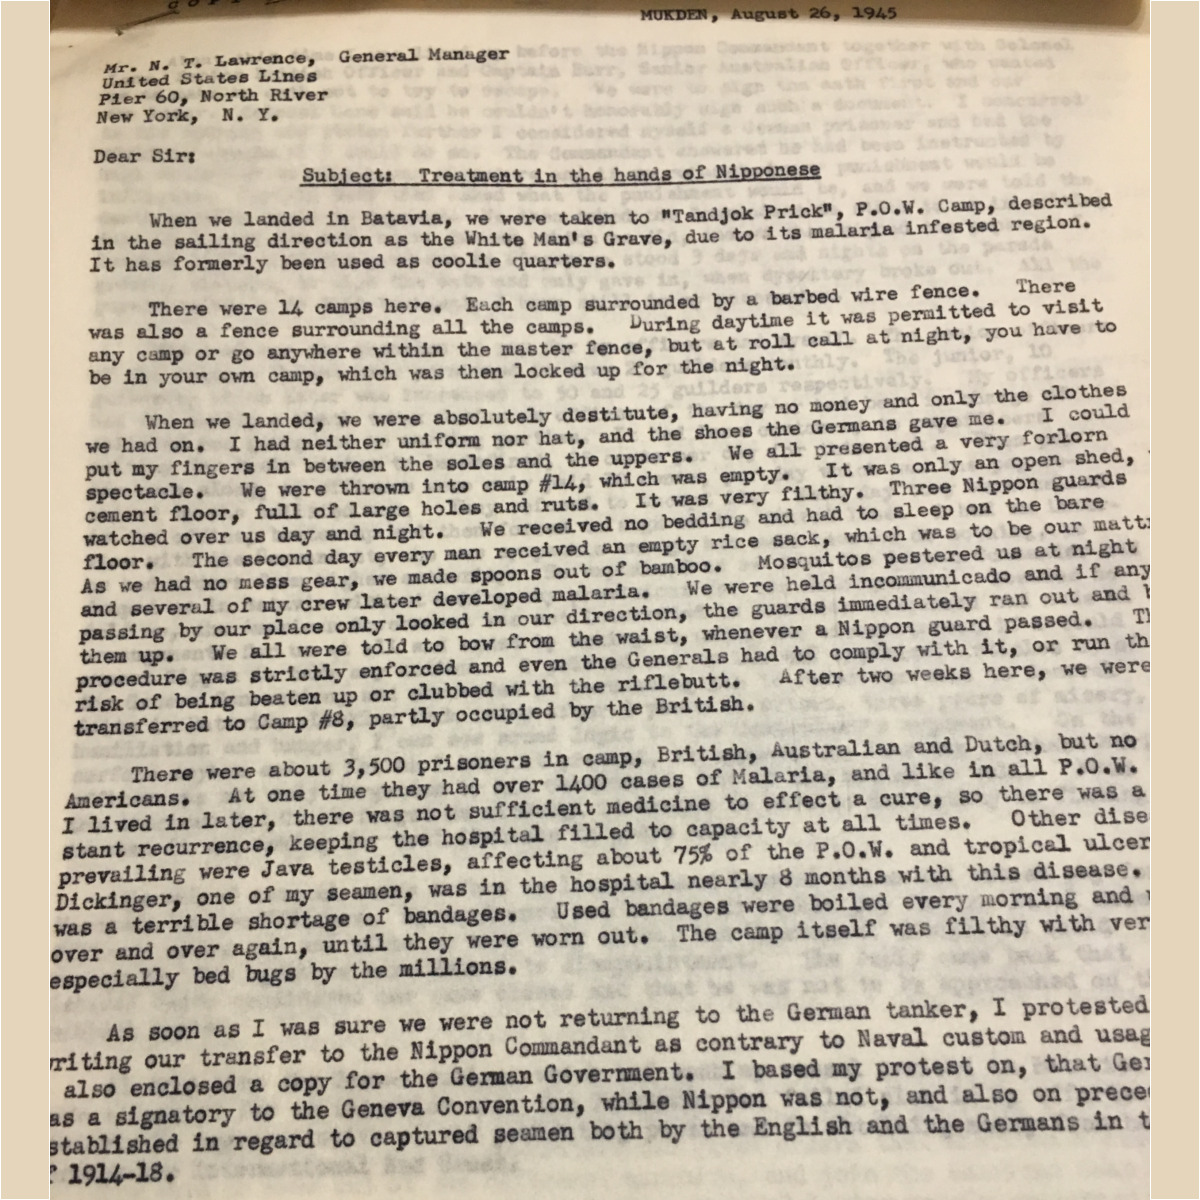 COPY
MUKDEN, August 26, 1945
Mr. N. T. Lawrence, General Manager
United States Lines
Pier 60, North River
New York, N. Y.
Dear Sir:
Subject: Treatment in the hands of Nipponese
When we landed in Batavia, we were taken to "Tandjok Prick", P.O.W. Camp, described
in the sailing direction as the White Man's Grave, due to its malaria infested region.
It has formerly been used as coolie quarters.
There were 14 camps here. Each camp surrounded by a barbed wire fence. There
was also a fence surrounding all the camps. During daytime it was permitted to visit
any camp or go anywhere within the master fence, but at roll call at night, you have to
be in your own camp, which was then locked up for the night.
When we landed, we were absolutely destitute, having no money and only the clothes
we had on. I had neither uniform nor hat, and the shoes the Germans gave me. I could
put my fingers in between the soles and the uppers. We all presented a very forlorn
spectacle. We were thrown into camp #14, which was empty. It was only an open shed,
cement floor, full of large holes and ruts. It was very filthy. Three Nippon guards
watched over us day and night. We received no bedding and had to sleep on the bare
floor. The second day every man received an empty rice sack, which was to be our matt
As we had no mess gear, we made spoons out of bamboo. Mosquitos pestered us at night
and several of my crew later developed malaria. We were held incommunicado and if any
passing by our place only looked in our direction, the guards immediately ran out and
them up. We all were told to bow from the waist, whenever a Nippon guard passed.
procedure was strictly enforced and even the Generals had to comply with it, or run th
risk of being beaten up or clubbed with the riflebutt. After two weeks here, we were
transferred to Camp #8, partly occupied by the British.
There were about 3,500 prisoners in camp, British, Australian and Dutch, but no
Americans. At one time they had over 1400 cases of Malaria, and like in all P.O.W.
I lived in later, there was not sufficient medicine to effect a cure, so there was a
stant recurrence, keeping the hospital filled to capacity at all times. Other dise
prevailing were Java testicles, affecting about 75% of the P.O.W. and tropical ulcer
Dickinger, one of my seamen, was in the hospital nearly 8 months with this disease.
was a terrible shortage of bandages. Used bandages were boiled every morning and
over and over again, until they were worn out. The camp itself was filthy with ver
especially bed bugs by the millions.
As soon as I was sure we were not returning to the German tanker, I protested
riting our transfer to the Nippon Commandant as contrary to Naval custom and usag
also enclosed a copy for the German Government. I based my protest on, that Ger
as a signatory to the Geneva Convention, while Nippon was not, and also on prece
stablished in regard to captured seamen both by the English and the Germans in t
1914-18.